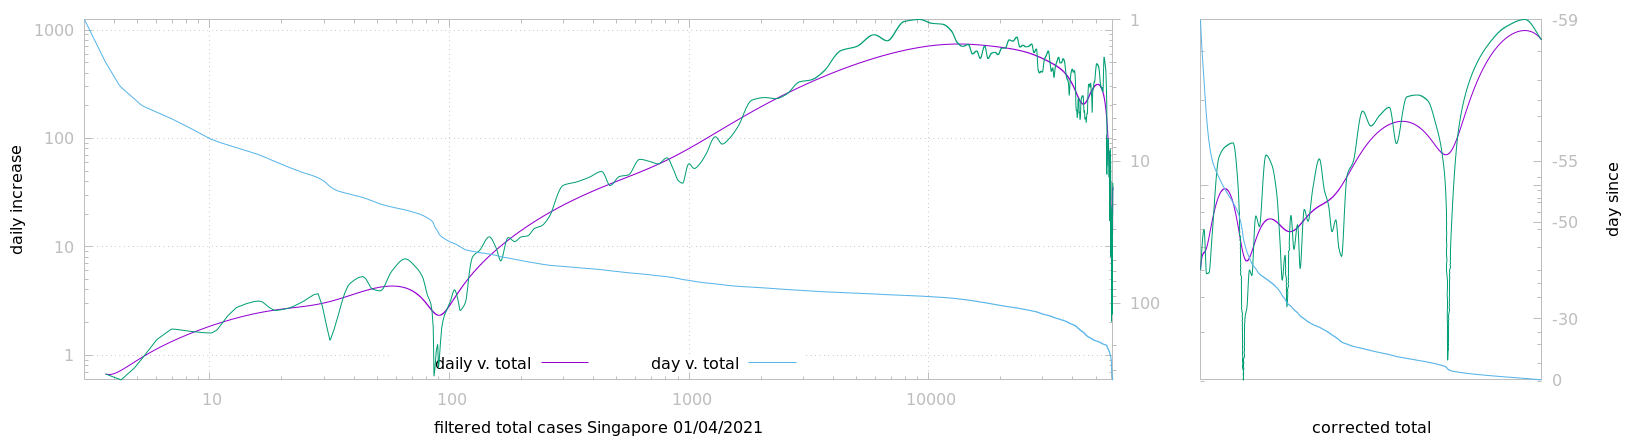 1000
100
10
1
daily increase
daily v. total
day v. total
10
100
1000
10000
filtered total cases Singapore 01/04/2021
1
10
100
-59
-55
-50
-30
0
day since
corrected total